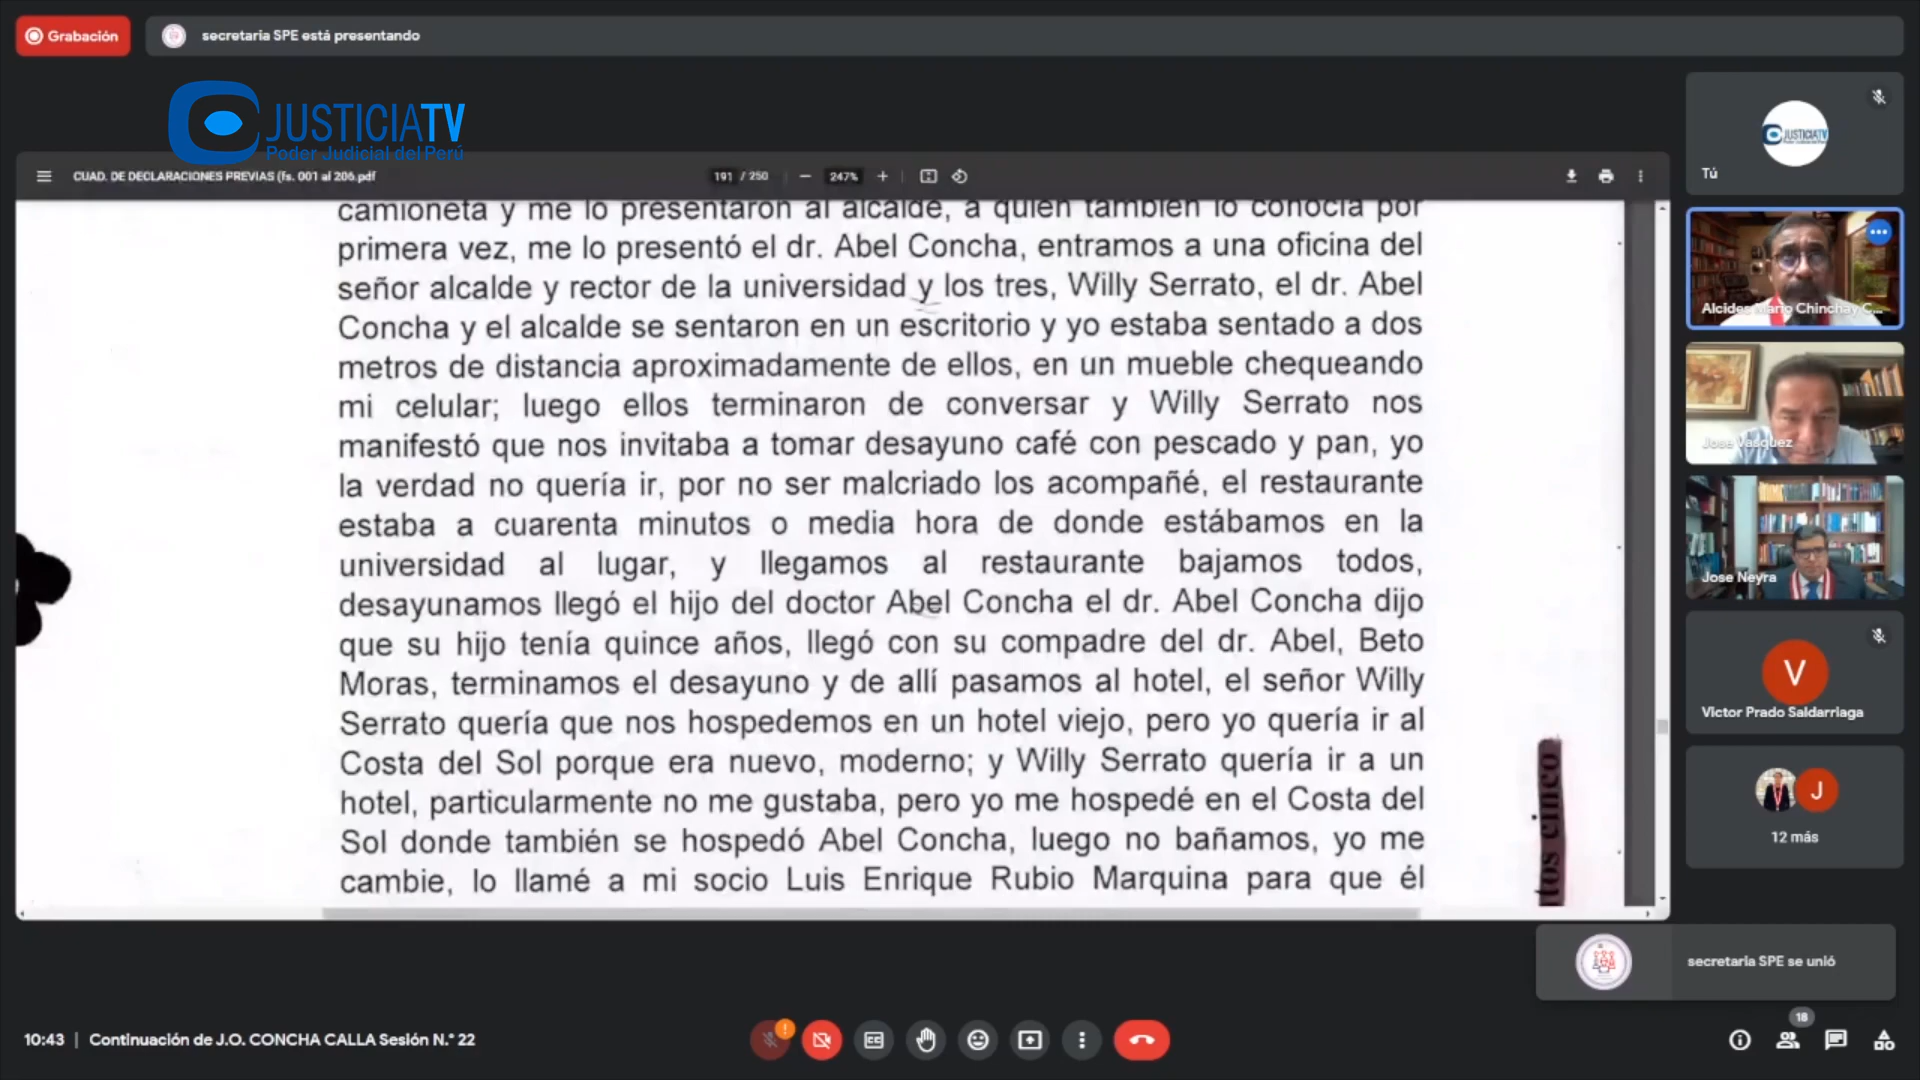 Grabación
secretaria SPE está presentando
JUSTICIATV
Poder Judicial del Perú
CUAD. DE DECLARACIONES PREVIAS (fs. 001 al 206.pdf
191 / 250
247%
camioneta y me lo presentaron al alcalde, a quien también lo conocía por
primera vez, me lo presentó el dr. Abel Concha, entramos a una oficina del
señor alcalde y rector de la universidad y los tres, Willy Serrato, el dr. Abel
Concha y el alcalde se sentaron en un escritorio y yo estaba sentado a dos
metros de distancia aproximadamente de ellos, en un mueble chequeando
mi celular; luego ellos terminaron de conversar y Willy Serrato nos
manifestó que nos invitaba a tomar desayuno café con pescado y pan, yo
la verdad no quería ir, por no ser malcriado los acompañé, el restaurante
estaba a cuarenta minutos o media hora de donde estábamos en la
universidad al lugar, y llegamos al restaurante bajamos todos,
desayunamos llegó el hijo del doctor Abel Concha el dr. Abel Concha dijo
que su hijo tenía quince años, llegó con su compadre del dr. Abel, Beto
Moras, terminamos el desayuno y de allí pasamos al hotel, el señor Willy
Serrato quería que nos hospedemos en un hotel viejo, pero yo quería ir al
Costa del Sol porque era nuevo, moderno; y Willy Serrato quería ir a un
hotel, particularmente no me gustaba, pero yo me hospedé en el Costa del
Sol donde también se hospedó Abel Concha, luego no bañamos, yo me
cambie, lo llamé a mi socio Luis Enrique Rubio Marquina para que él
tos cinco
JUSTICIATV
Tú
Alcides Mario Chinchay C...
Jose Vasquez
Jose Neyra
V
Victor Prado Saldarriaga
J
12 más
secretaria SPE se unió
10:43 | Continuación de J.O. CONCHA CALLA Sesión N.° 22
18